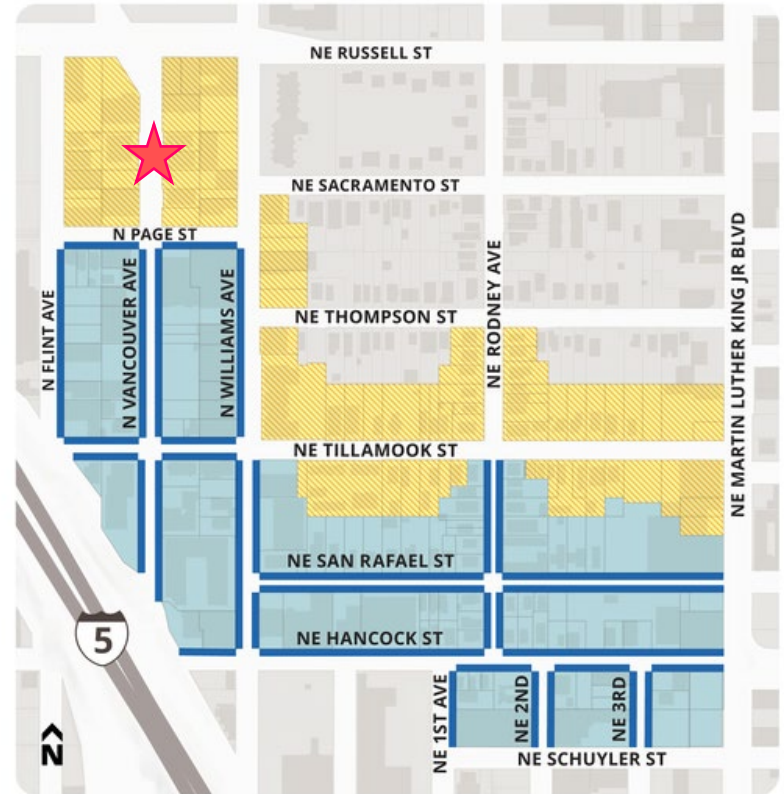 NE RUSSELL ST
NE SACRAMENTO ST
N PAGE ST
N FLINT AVE
N VANCOUVER AVE
N WILLIAMS AVE
NE RODNEY AVE
NE MARTIN LUTHER KING JR BLVD
NE THOMPSON ST
NE TILLAMOOK ST
NE SAN RAFAEL ST
5
NE HANCOCK ST
NE 1ST AVE
NE 2ND
NE 3RD
N
NE SCHUYLER ST